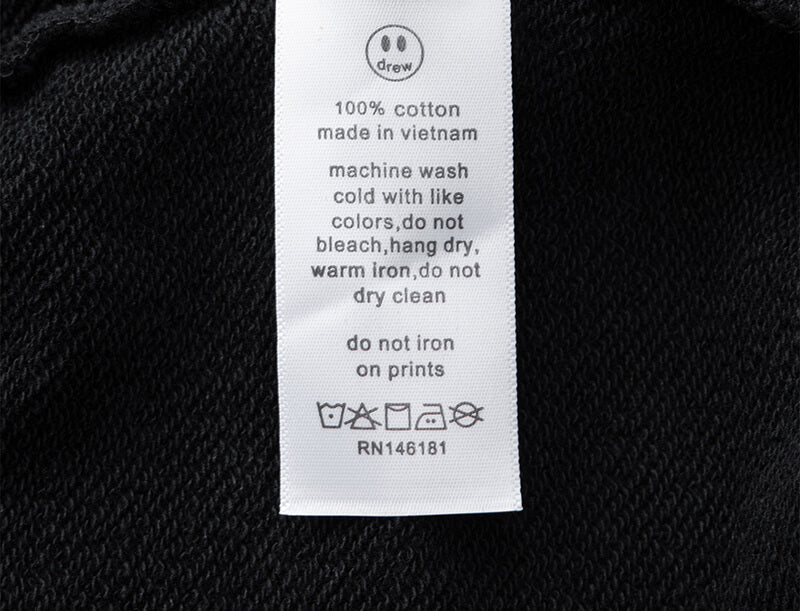 drew
100% cotton
made in vietnam
machine wash
cold with like
colors,do not
bleach,hang dry,
warm iron,do not
dry clean
do not iron
on prints
RN146181